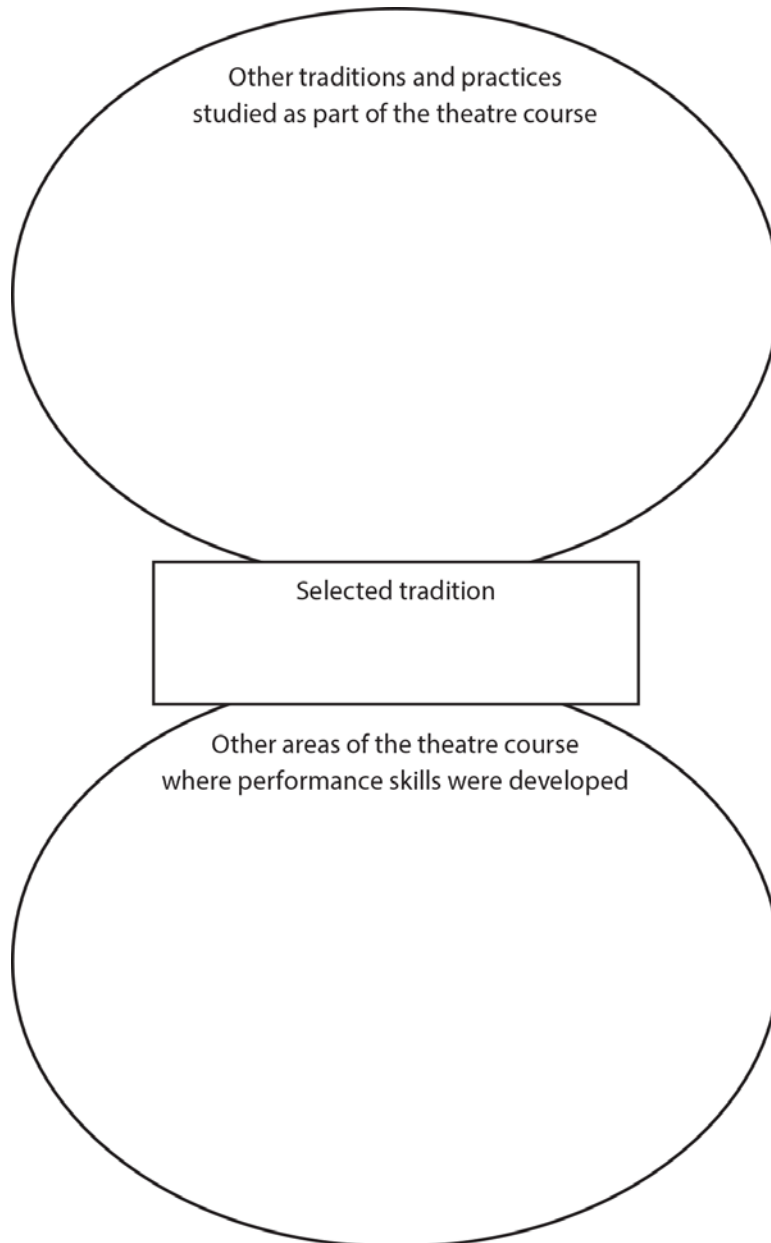 Other traditions and practices
studied as part of the theatre course
Selected tradition
Other areas of the theatre course
where performance skills were developed